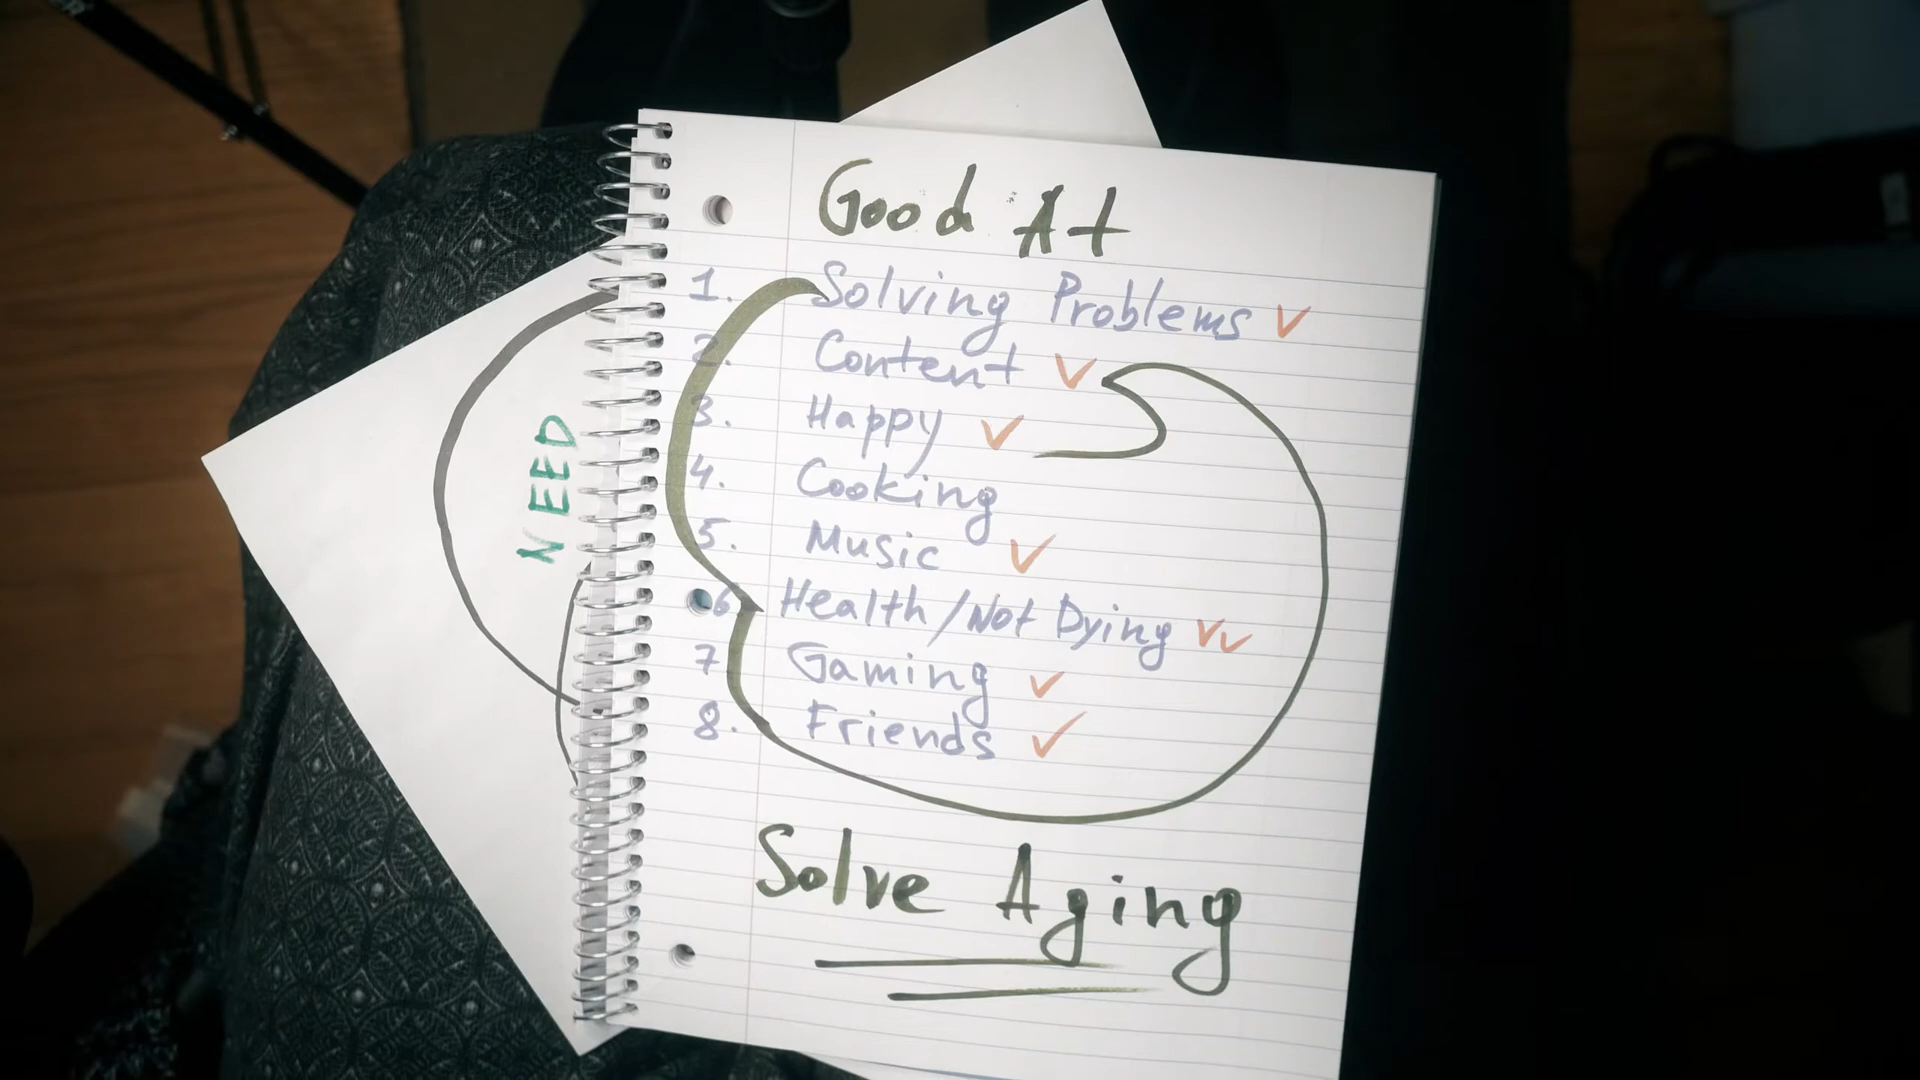 Good At
1. Solving Problems ✓
2. Content ✓
3. Happy ✓
4. Cooking
5. Music ✓
6 Health/Not Dying ✓✓
7 Gaming ✓
8. Friends ✓
Solve Aging
NEED